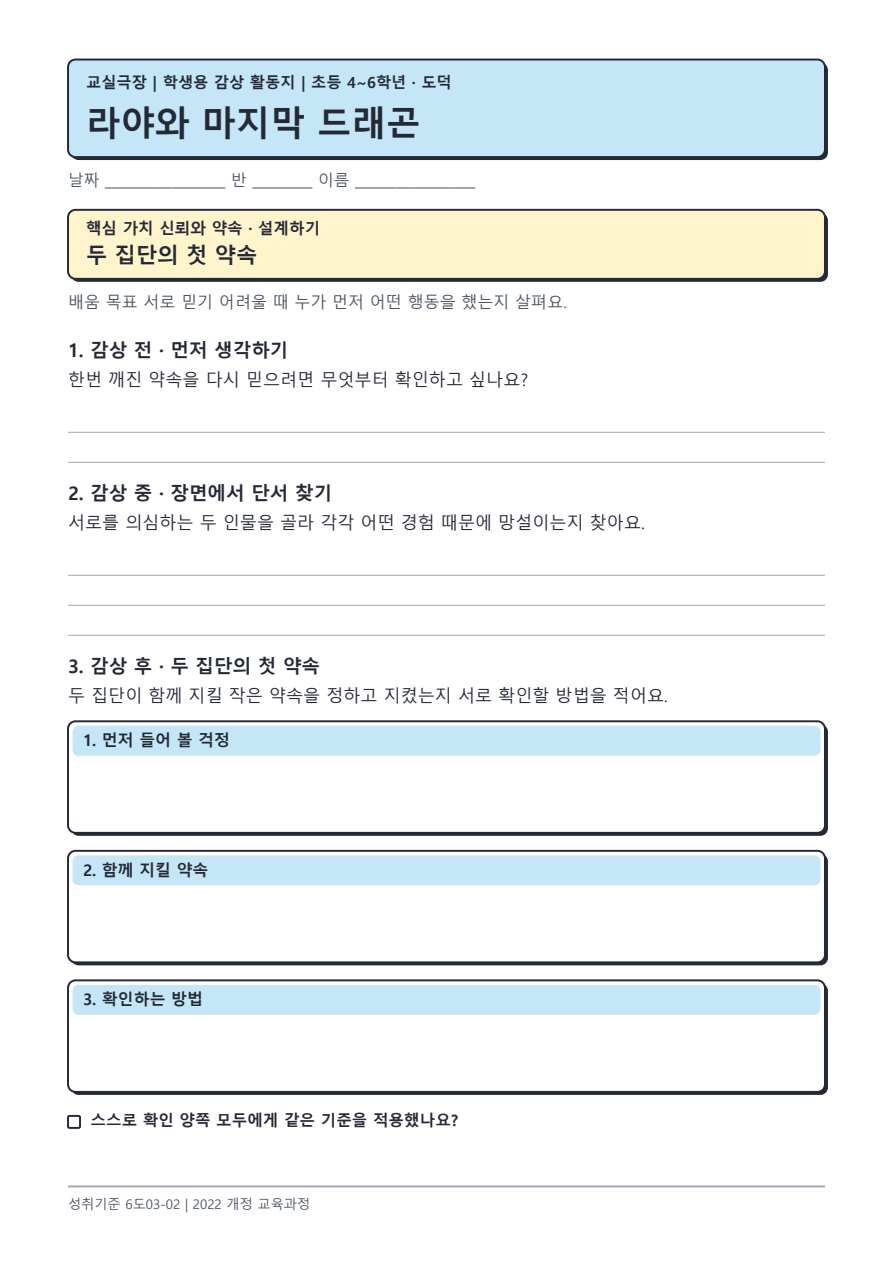 교실극장 | 학생용 감상 활동지 | 초등 4~6학년 · 도덕
라야와 마지막 드래곤
날짜 _______________ 반 _______ 이름 _______________
핵심 가치 신뢰와 약속 · 설계하기
두 집단의 첫 약속
배움 목표 서로 믿기 어려울 때 누가 먼저 어떤 행동을 했는지 살펴요.
1. 감상 전 · 먼저 생각하기
한번 깨진 약속을 다시 믿으려면 무엇부터 확인하고 싶나요?
2. 감상 중 · 장면에서 단서 찾기
서로를 의심하는 두 인물을 골라 각각 어떤 경험 때문에 망설이는지 찾아요.
3. 감상 후 · 두 집단의 첫 약속
두 집단이 함께 지킬 작은 약속을 정하고 지켰는지 서로 확인할 방법을 적어요.
1. 먼저 들어 볼 걱정
2. 함께 지킬 약속
3. 확인하는 방법
스스로 확인 양쪽 모두에게 같은 기준을 적용했나요?
성취기준 6도03-02 | 2022 개정 교육과정